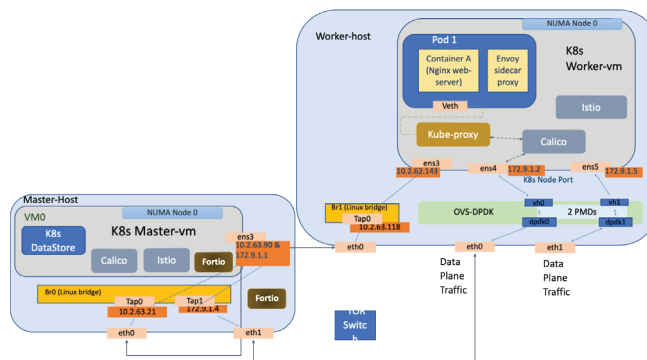 NUMA Node 0
Worker-host
Pod 1
K8s
Worker-vm
Container A
(Nginx web-
server)
Envoy
sidecar
proxy
Veth
Istio
Kube-proxy
Calico
ens3
10.2.62.143
ens4
172.9.1.2
ens5
172.9.1.5
K8s Node Port
Br1 (Linux bridge)
Tap0
10.2.63.118
OVS-DPDK
vh0
2 PMDs
vh1
dpdk0
dpdk1
eth0
eth0
eth1
Data
Plane
Traffic
Data
Plane
Traffic
Master-Host
VM0
NUMA Node 0
K8s
DataStore
K8s Master-vm
ens3
10.2.63.90 &
172.9.1.1
Calico
Istio
Fortio
Br0 (Linux bridge)
Tap0
10.2.63.21
Tap1
172.9.1.4
Fortio
eth0
eth1
TOR
Switc
h